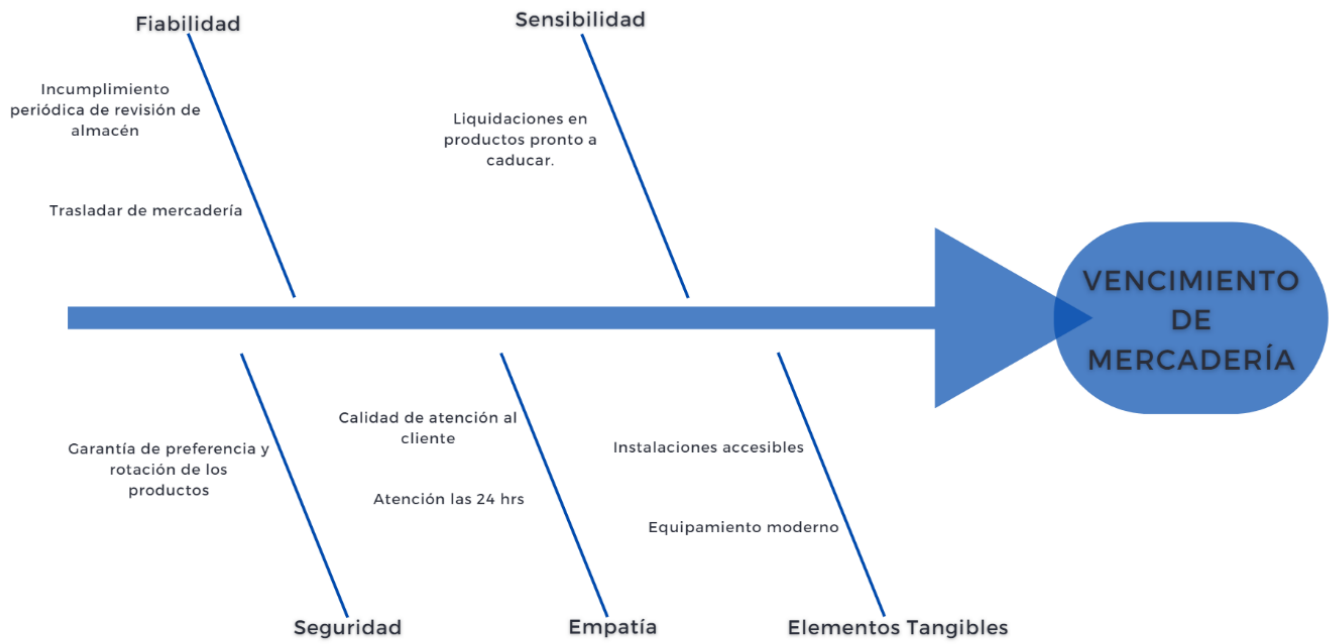 Fiabilidad
Sensibilidad
Incumplimiento
periódica de revisión de
almacén
Trasladar de mercadería
Liquidaciones en
productos pronto a
caducar.
VENCIMIENTO
DE
MERCADERÍA
Garantía de preferencia y
rotación de los
productos
Calidad de atención al
cliente
Atención las 24 hrs
Instalaciones accesibles
Equipamiento moderno
Seguridad
Empatía
Elementos Tangibles